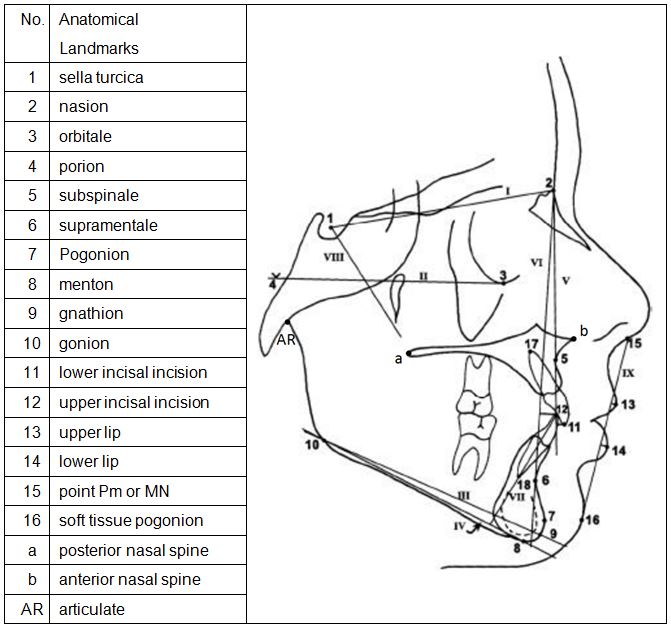 No. Anatomical
Landmarks
1 sella turcica
2 nasion
3 orbitale
4 porion
5 subspinale
6 supramentale
7 Pogonion
8 menton
9 gnathion
10 gonion
11 lower incisal incision
12 upper incisal incision
13 upper lip
14 lower lip
15 point Pm or MN
16 soft tissue pogonion
a posterior nasal spine
b anterior nasal spine
AR articulate
2
I
1
VIII
VI
V
II
3
4
AR
a
b
17
15
5
IX
12
13
11
10
14
18
6
VII
III
IV
7
16
9
8